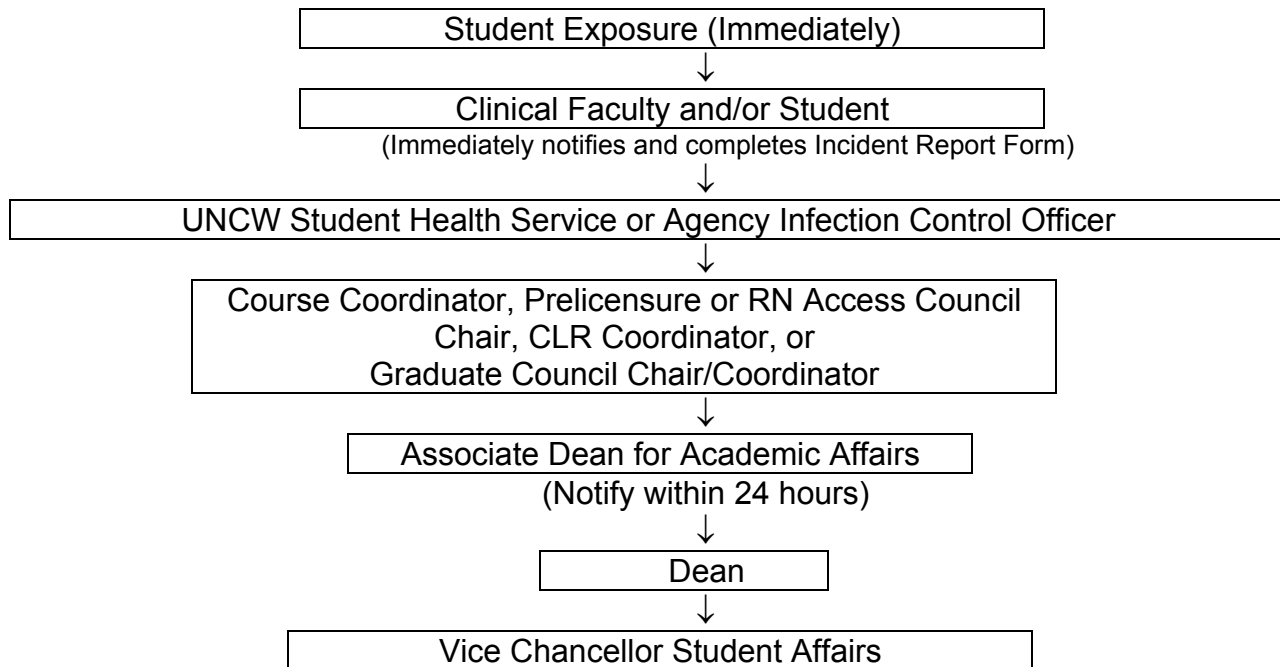 Student Exposure (Immediately)
↓
Clinical Faculty and/or Student
(Immediately notifies and completes Incident Report Form)
↓
UNCW Student Health Service or Agency Infection Control Officer
↓
Course Coordinator, Prelicensure or RN Access Council
Chair, CLR Coordinator, or
Graduate Council Chair/Coordinator
↓
Associate Dean for Academic Affairs
(Notify within 24 hours)
↓
Dean
↓
Vice Chancellor Student Affairs